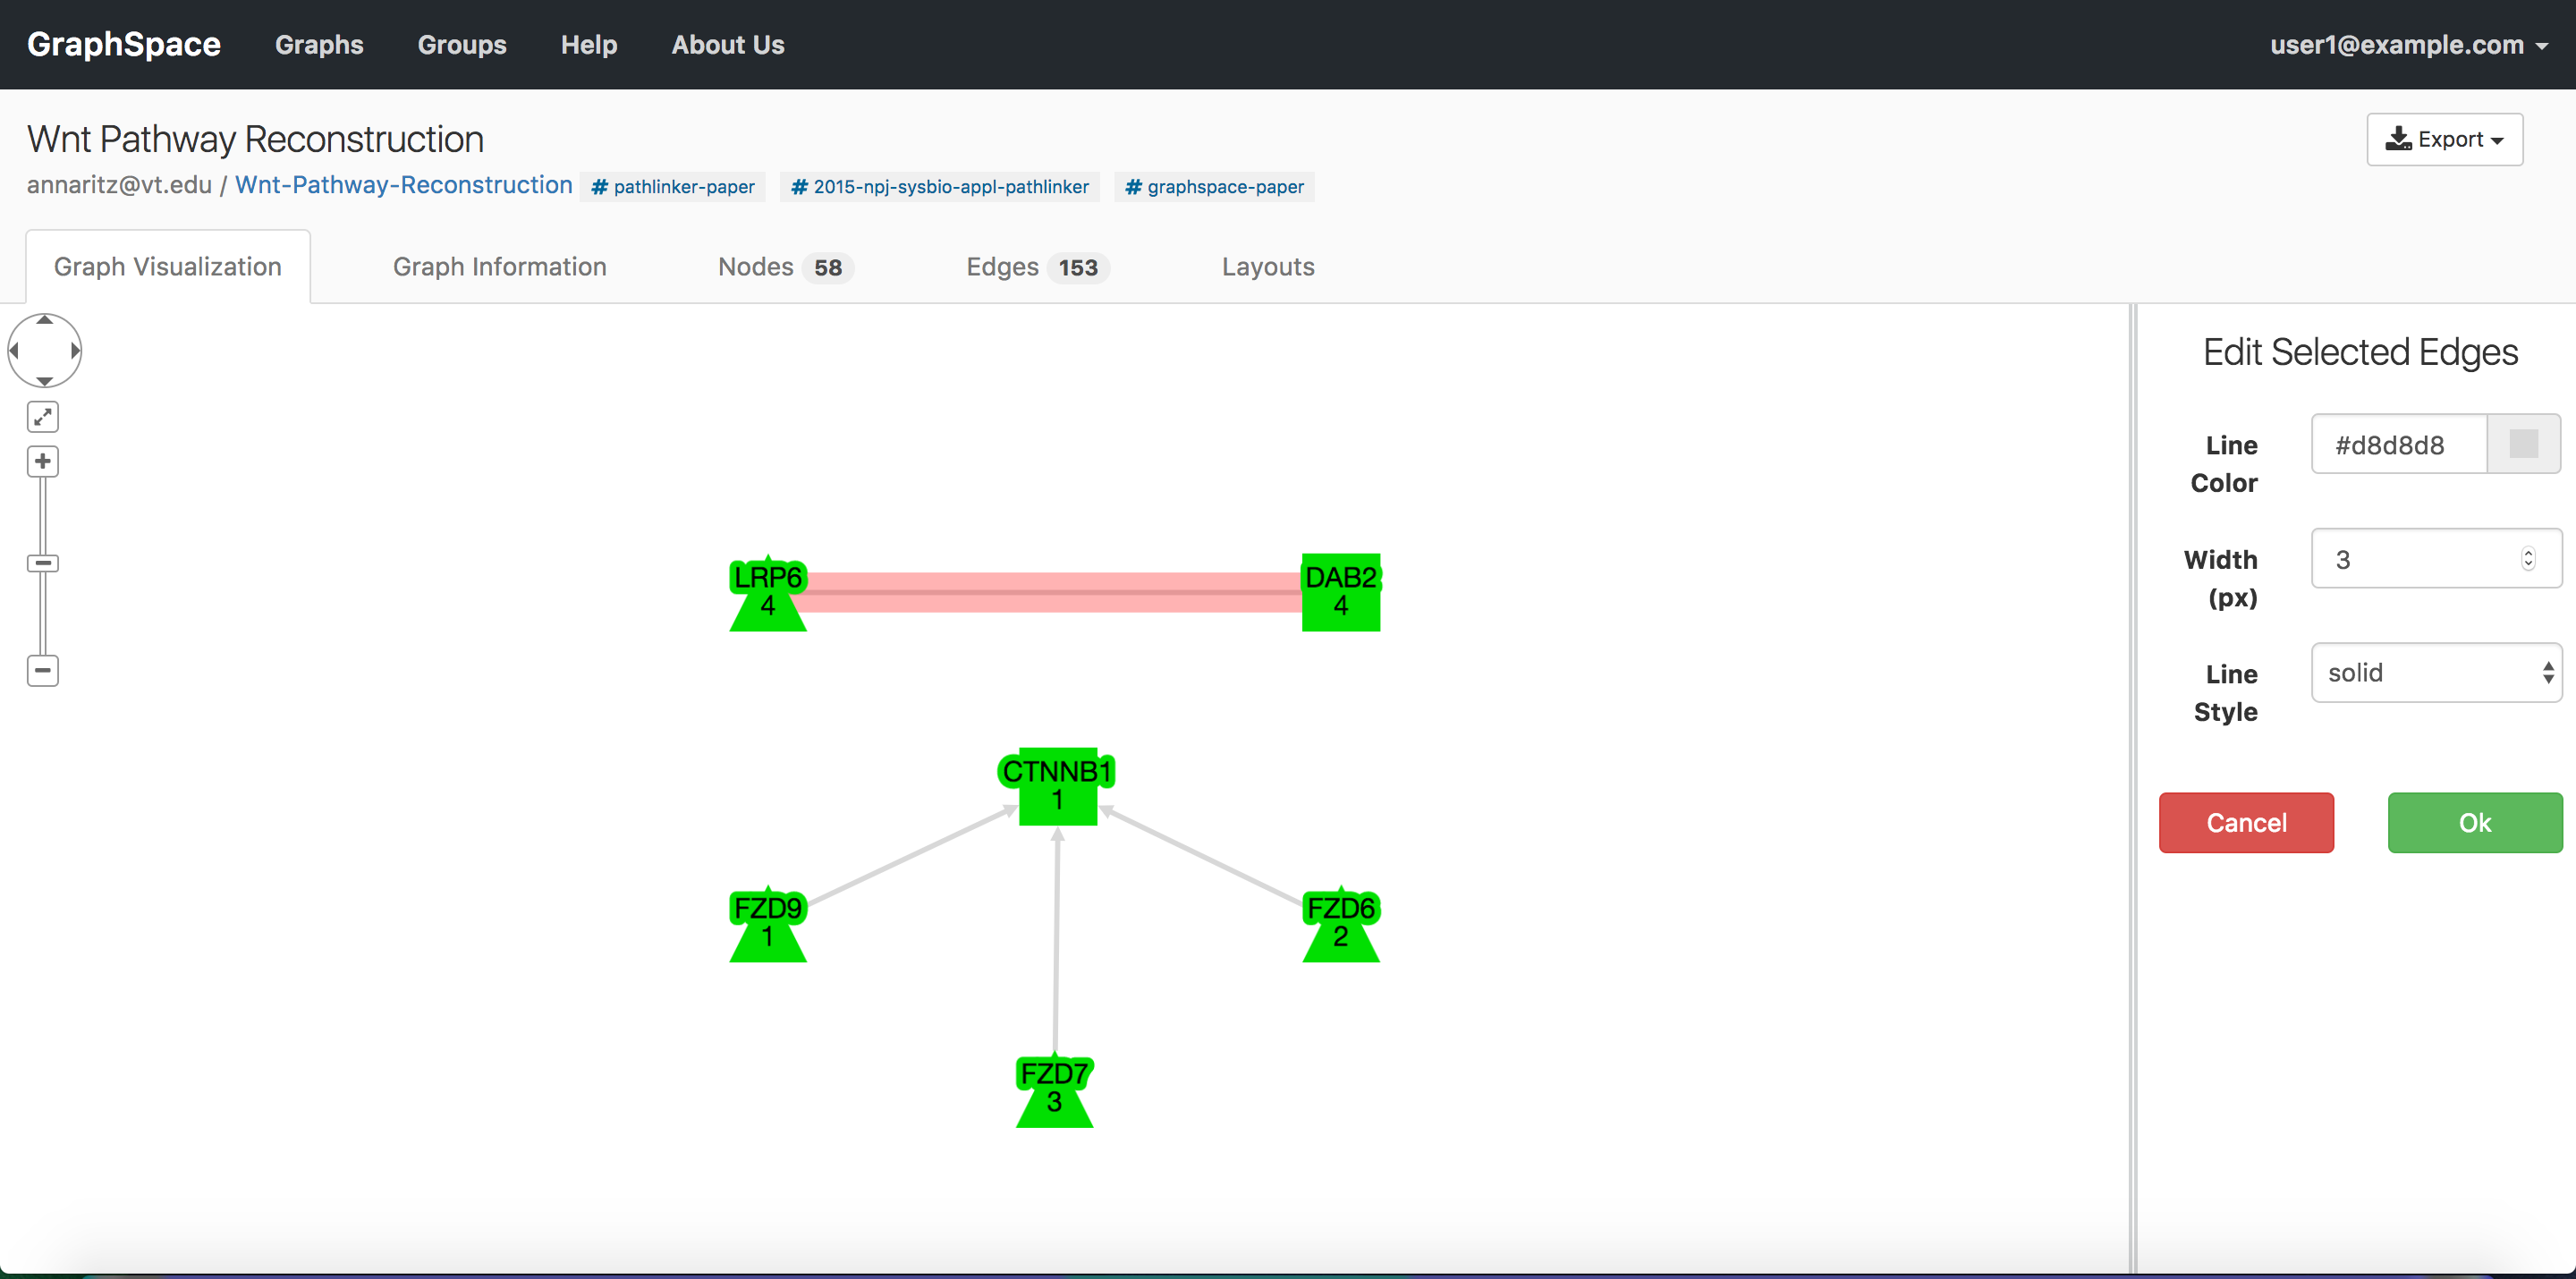 GraphSpace Graphs Groups Help About Us user1@example.com
Wnt Pathway Reconstruction
Export
annaritz@vt.edu / Wnt-Pathway-Reconstruction # pathlinker-paper # 2015-npj-sysbio-appl-pathlinker # graphspace-paper
Graph Visualization Graph Information Nodes 58 Edges 153 Layouts
Edit Selected Edges
Line
Color
#d8d8d8
Width
(px)
3
Line
Style
solid
Cancel Ok
LRP6
4
DAB2
4
CTNNB1
1
FZD9
1
FZD6
2
FZD7
3